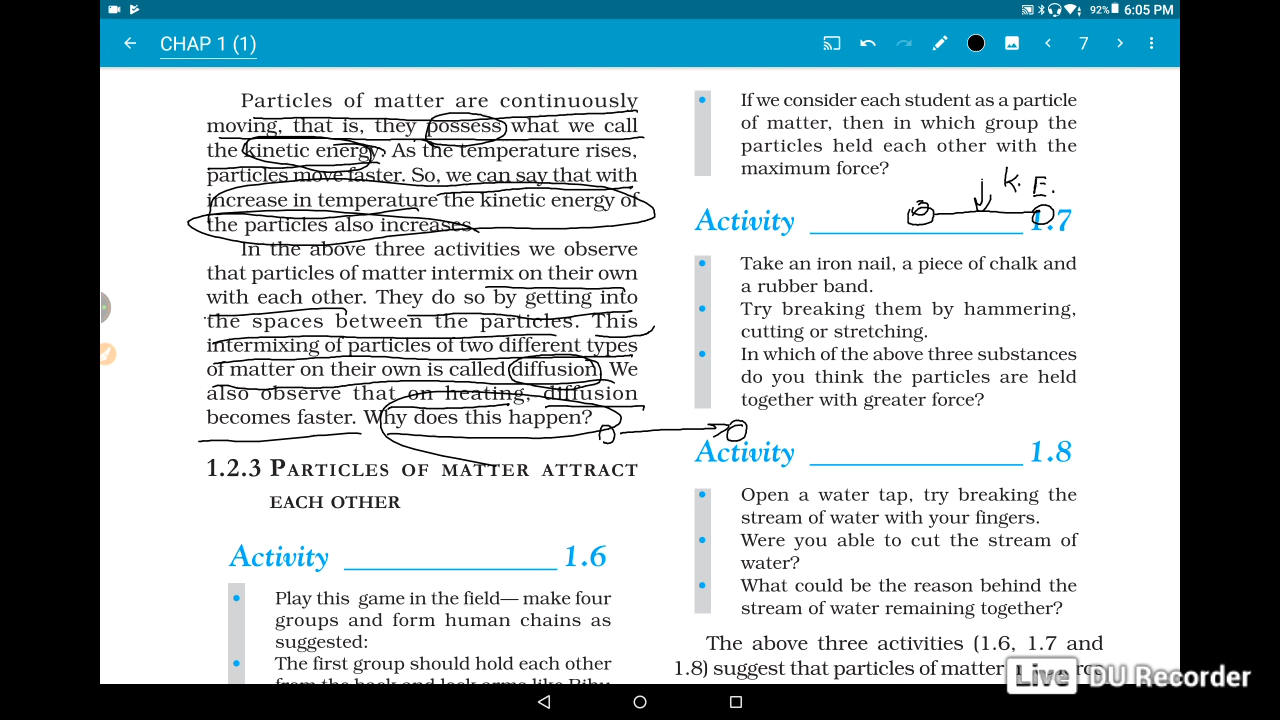 92% 6:05 PM
CHAP 1 (1)
7
Particles of matter are continuously
moving, that is, they possess what we call
the kinetic energy. As the temperature rises,
particles move faster. So, we can say that with
increase in temperature the kinetic energy of
the particles also increases.
In the above three activities we observe
that particles of matter intermix on their own
with each other. They do so by getting into
the spaces between the particles. This
intermixing of particles of two different types
of matter on their own is called diffusion. We
also observe that on heating, diffusion
becomes faster. Why does this happen?
1.2.3 PARTICLES OF MATTER ATTRACT
EACH OTHER
Activity 1.6
• Play this game in the field— make four
groups and form human chains as
suggested:
• The first group should hold each other
from the back and lock arms like Bihu
• If we consider each student as a particle
of matter, then in which group the
particles held each other with the
maximum force?
K. E.
Activity 1.7
• Take an iron nail, a piece of chalk and
a rubber band.
• Try breaking them by hammering,
cutting or stretching.
• In which of the above three substances
do you think the particles are held
together with greater force?
Activity 1.8
• Open a water tap, try breaking the
stream of water with your fingers.
• Were you able to cut the stream of
water?
• What could be the reason behind the
stream of water remaining together?
The above three activities (1.6, 1.7 and
1.8) suggest that particles of matter
Live DU Recorder